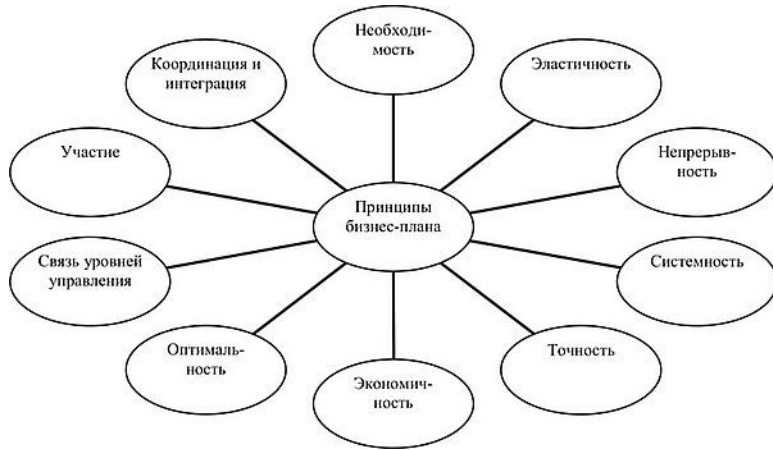 Необходи-
мость
Координация и
интеграция
Эластичность
Участие
Непрерыв-
ность
Принципы
бизнес-плана
Связь уровней
управления
Системность
Оптималь-
ность
Точность
Экономич-
ность